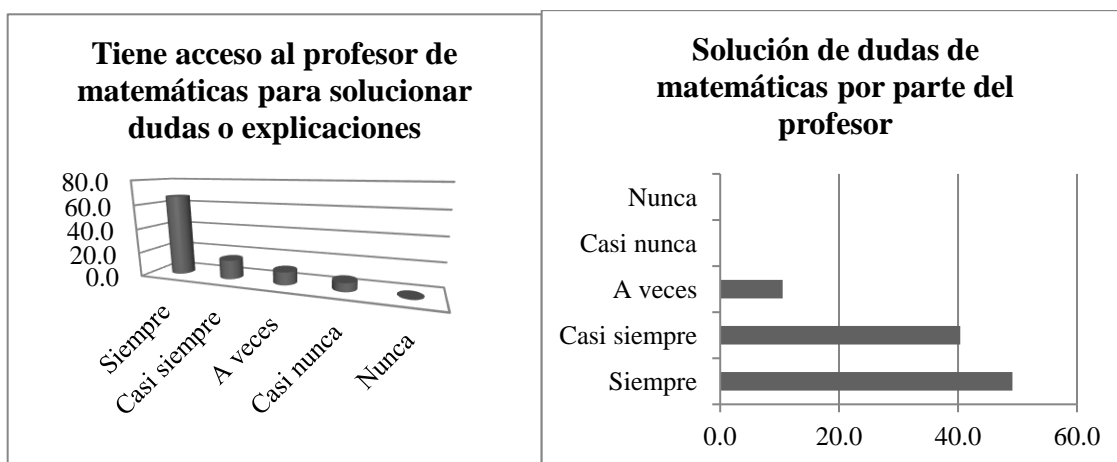 Tiene acceso al profesor de
matemáticas para solucionar
dudas o explicaciones
80.0
60.0
40.0
20.0
0.0
Siempre
Casi siempre
A veces
Casi nunca
Nunca
Solución de dudas de
matemáticas por parte del
profesor
Nunca
Casi nunca
A veces
Casi siempre
Siempre
0.0 20.0 40.0 60.0